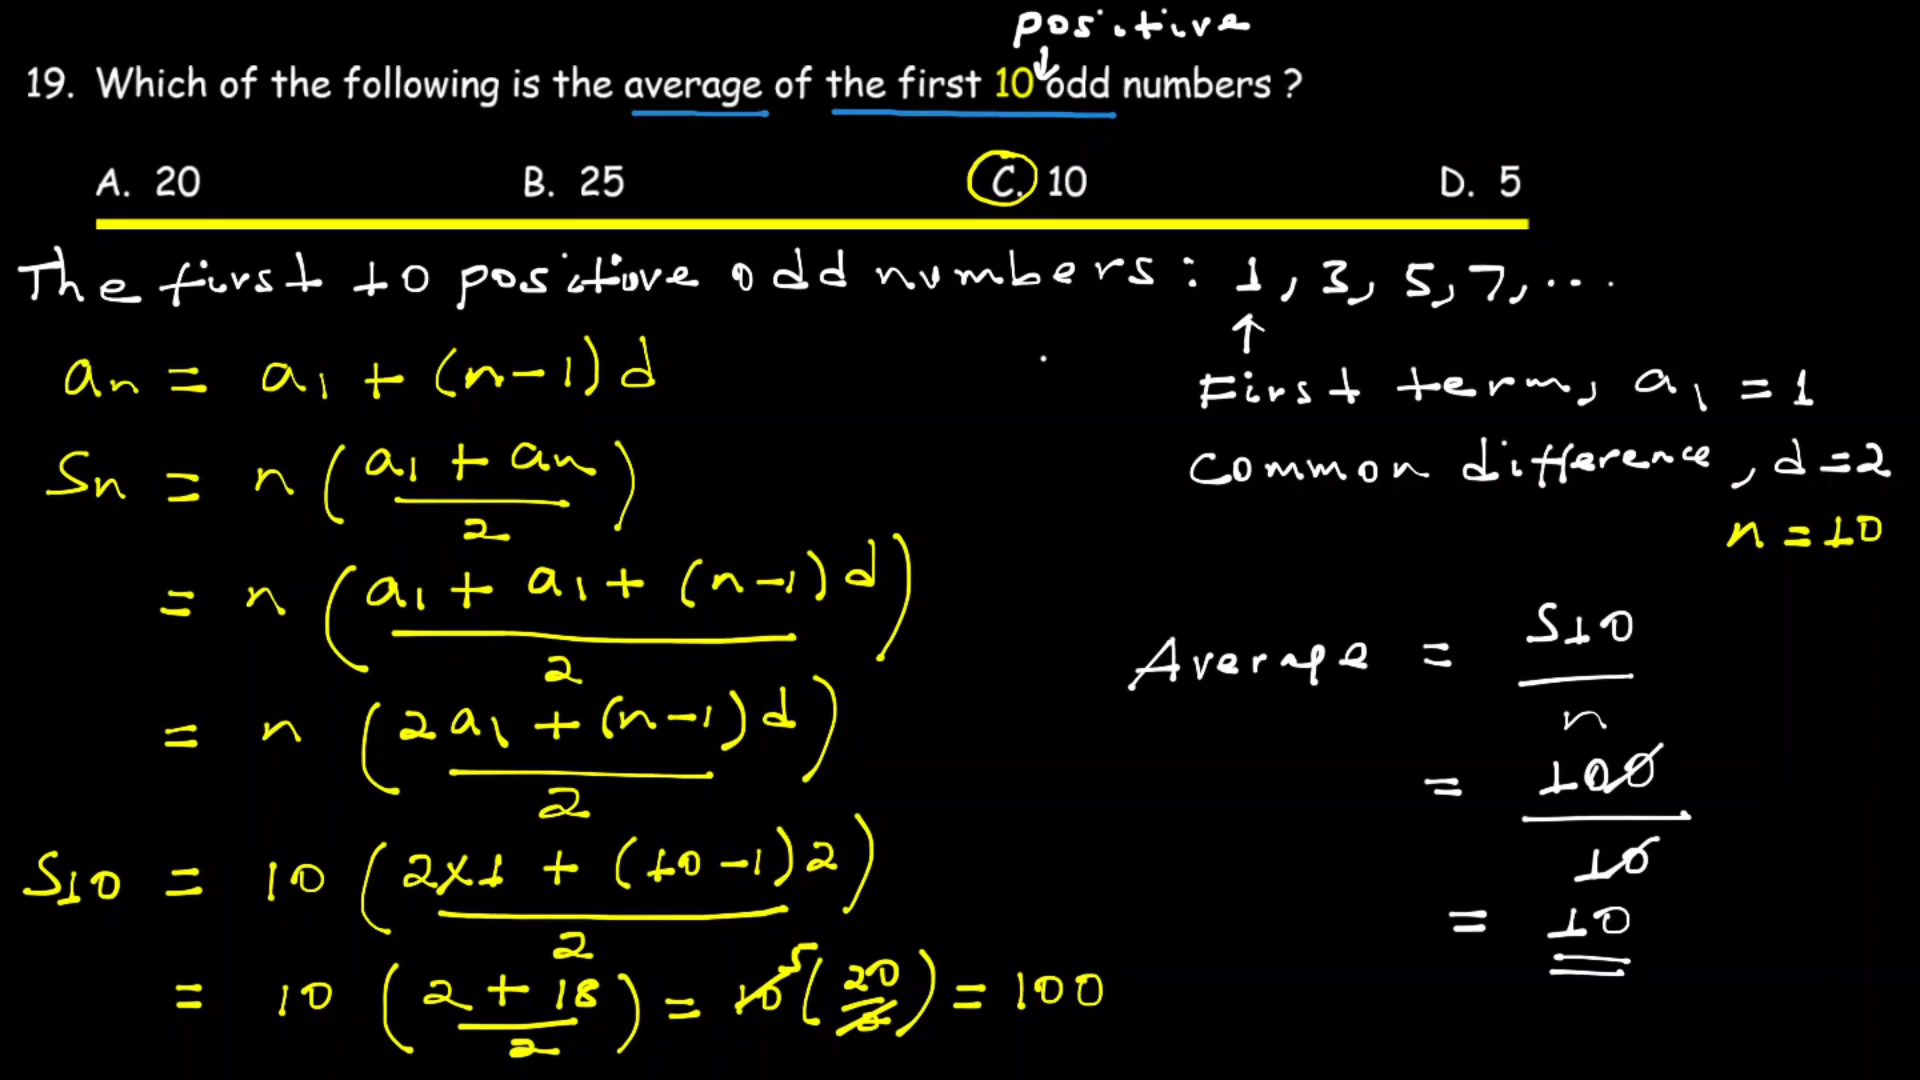 positive
19. Which of the following is the average of the first 10 odd numbers ?
A. 20 B. 25 C. 10 D. 5
The first 10 positive odd numbers : 1, 3, 5, 7, ...
↑
an = a1 + (n-1)d
First term, a1 = 1
Sn = n(a1 + an / 2)
Common difference, d=2
n = 10
= n(a1 + a1 + (n-1)d / 2)
Average = S10 / n
= n(2a1 + (n-1)d / 2)
= 100 / 10
S10 = 10(2x1 + (10-1)2 / 2)
= 10
= 10(2 + 18 / 2) = 10 5 (20 / 2) = 100